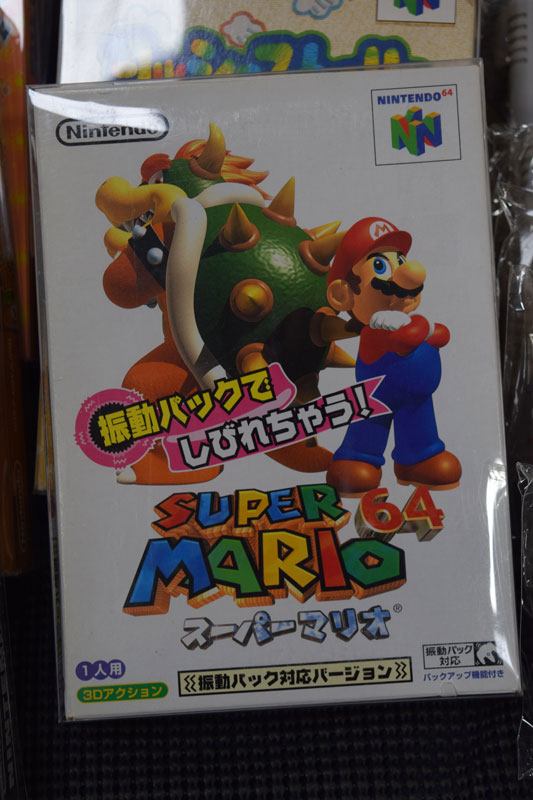 Nintendo
NINTENDO 64
振動パックで
しびれちゃう!
SUPER
MARIO 64
スーパーマリオ®
1人用
3Dアクション
振動パック対応バージョン
振動パック
対応
バックアップ機能付き